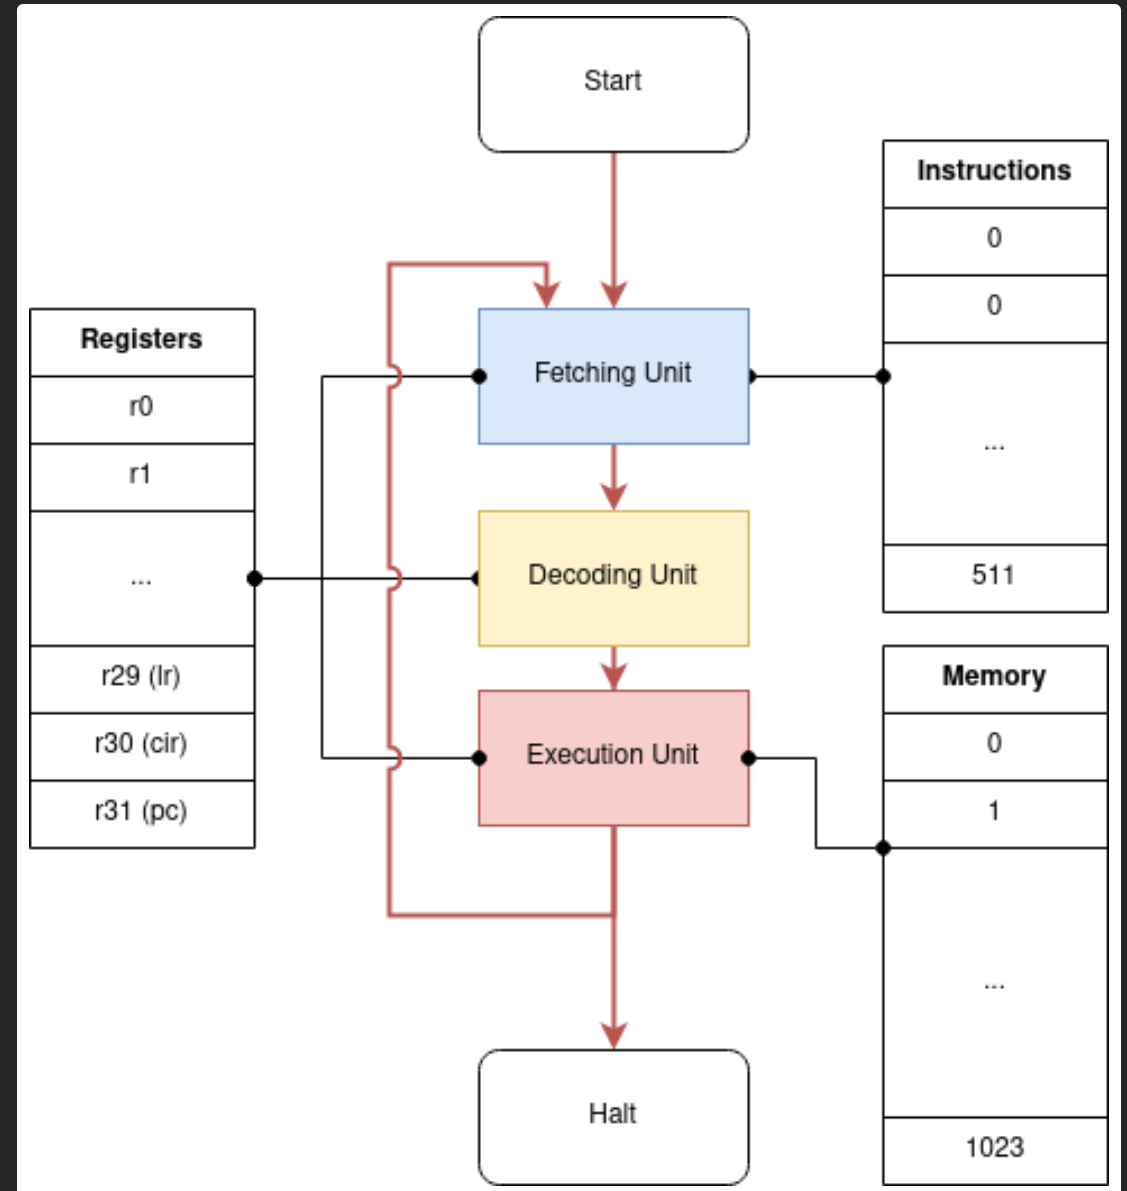 Start
Instructions
0
0
...
511
Registers
r0
r1
...
r29 (lr)
r30 (cir)
r31 (pc)
Fetching Unit
Decoding Unit
Execution Unit
Memory
0
1
...
1023
Halt